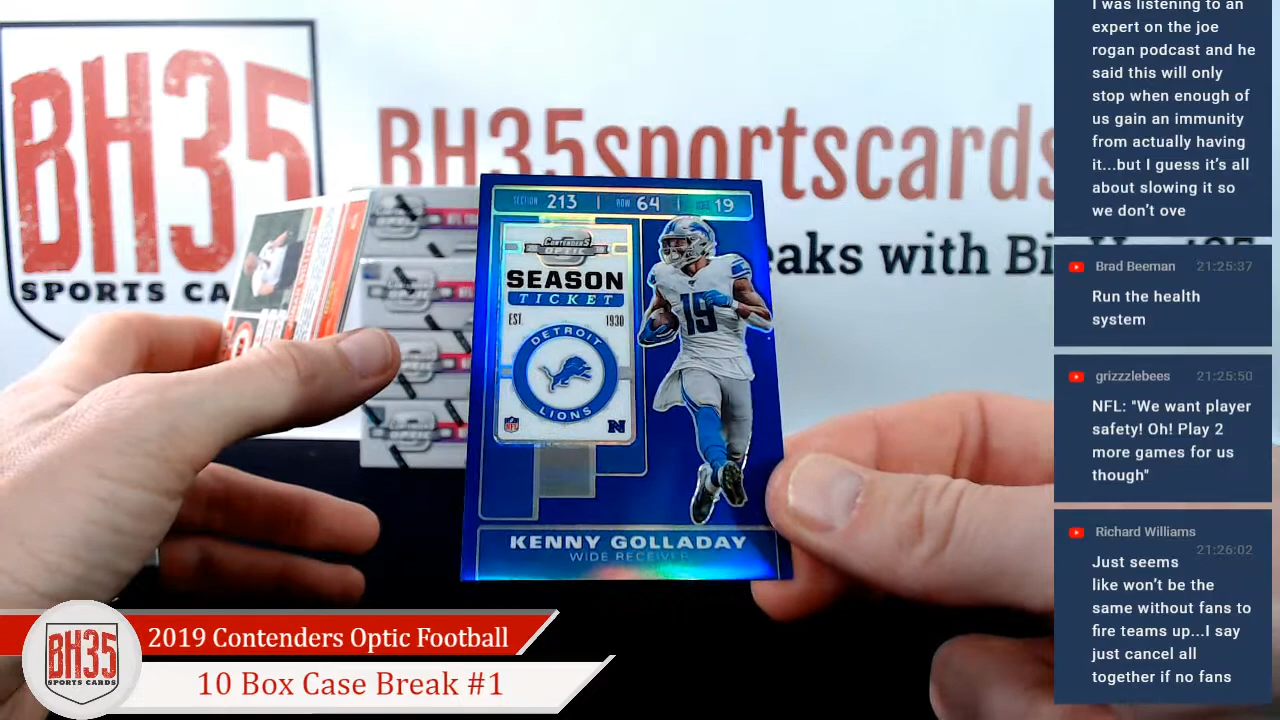 BH35
SPORTS CA
BH35sportscards
eaks with Bi
SECTION 213 | ROW 64 | 19
CONTENDERS
SEASON
TICKET
EST. 1930
DETROIT
LIONS
NFL N
19
KENNY GOLLADAY
WIDE RECEIVER
BH35
SPORTS CARDS
2019 Contenders Optic Football
10 Box Case Break #1
I was listening to an
expert on the joe
rogan podcast and he
said this will only
stop when enough of
us gain an immunity
from actually having
it...but I guess it's all
about slowing it so
we don't ove
Brad Beeman 21:25:37
Run the health
system
grizzzlebees 21:25:50
NFL: "We want player
safety! Oh! Play 2
more games for us
though"
Richard Williams
21:26:02
Just seems
like won't be the
same without fans to
fire teams up...I say
just cancel all
together if no fans